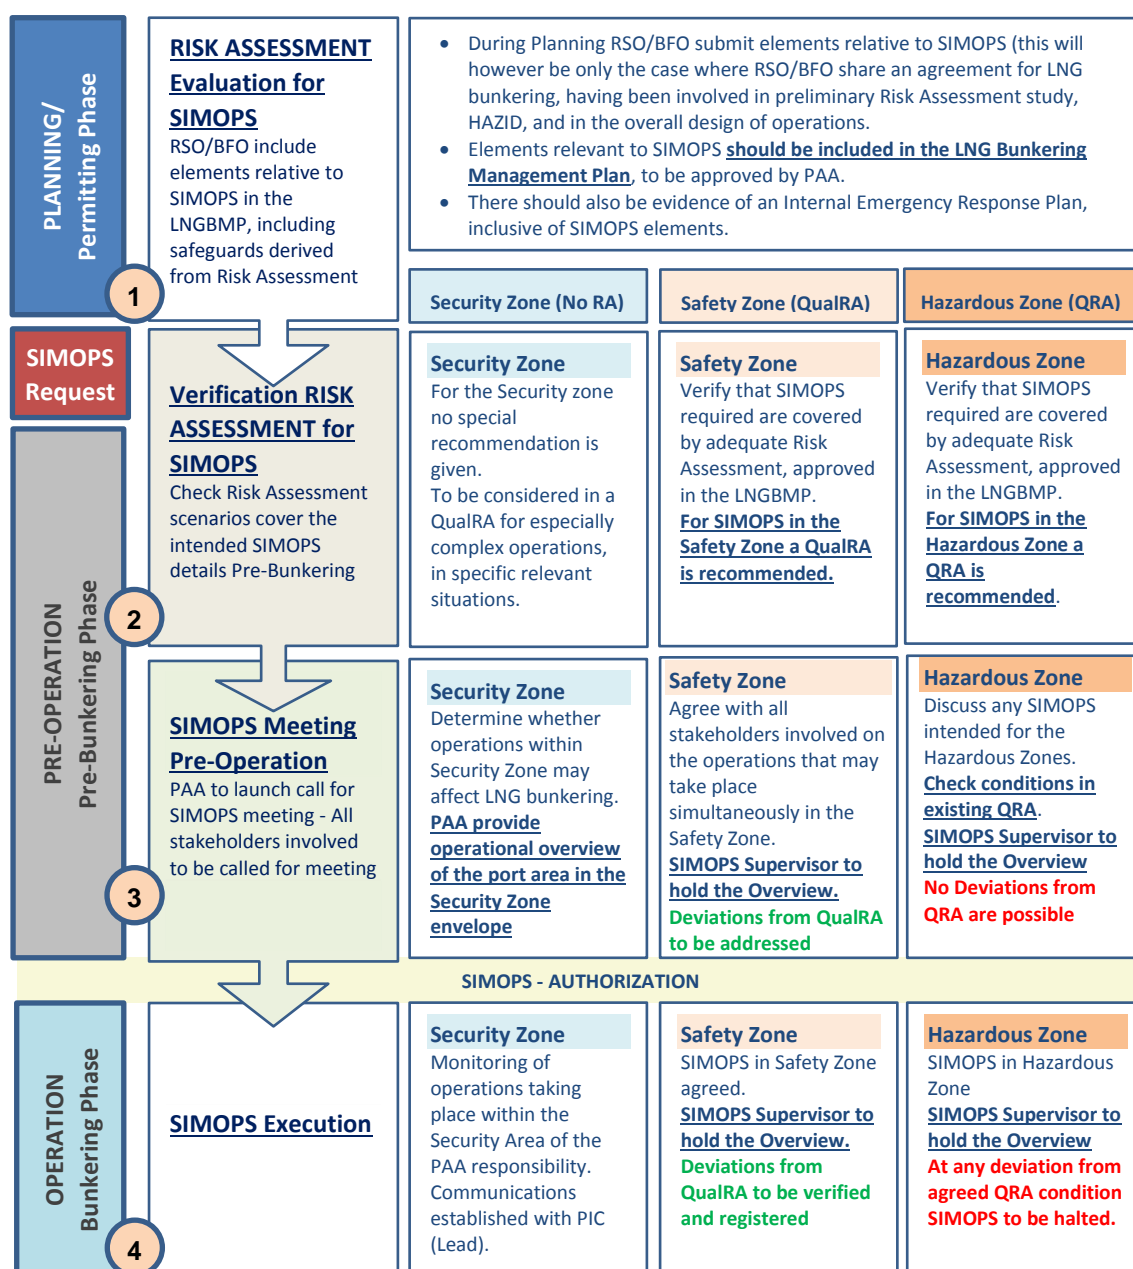 PLANNING/
Permitting Phase
1
RISK ASSESSMENT
Evaluation for
SIMOPS
RSO/BFO include
elements relative to
SIMOPS in the
LNGBMP, including
safeguards derived
from Risk Assessment
• During Planning RSO/BFO submit elements relative to SIMOPS (this will
however be only the case where RSO/BFO share an agreement for LNG
bunkering, having been involved in preliminary Risk Assessment study,
HAZID, and in the overall design of operations.
• Elements relevant to SIMOPS should be included in the LNG Bunkering
Management Plan, to be approved by PAA.
• There should also be evidence of an Internal Emergency Response Plan,
inclusive of SIMOPS elements.
Security Zone (No RA)
Safety Zone (QualRA)
Hazardous Zone (QRA)
SIMOPS
Request
PRE-OPERATION
Pre-Bunkering Phase
2
Verification RISK
ASSESSMENT for
SIMOPS
Check Risk Assessment
scenarios cover the
intended SIMOPS
details Pre-Bunkering
Security Zone
For the Security zone
no special
recommendation is
given.
To be considered in a
QualRA for especially
complex operations,
in specific relevant
situations.
Safety Zone
Verify that SIMOPS
required are covered
by adequate Risk
Assessment, approved
in the LNGBMP.
For SIMOPS in the
Safety Zone a QualRA
is recommended.
Hazardous Zone
Verify that SIMOPS
required are covered
by adequate Risk
Assessment, approved
in the LNGBMP.
For SIMOPS in the
Hazardous Zone a
QRA is
recommended.
3
SIMOPS Meeting
Pre-Operation
PAA to launch call for
SIMOPS meeting - All
stakeholders involved
to be called for meeting
Security Zone
Determine whether
operations within
Security Zone may
affect LNG bunkering.
PAA provide
operational overview
of the port area in the
Security Zone
envelope
Safety Zone
Agree with all
stakeholders involved on
the operations that may
take place
simultaneously in the
Safety Zone.
SIMOPS Supervisor to
hold the Overview.
Deviations from QualRA
to be addressed
Hazardous Zone
Discuss any SIMOPS
intended for the
Hazardous Zones.
Check conditions in
existing QRA.
SIMOPS Supervisor to
hold the Overview
No Deviations from
QRA are possible
SIMOPS - AUTHORIZATION
OPERATION
Bunkering Phase
4
SIMOPS Execution
Security Zone
Monitoring of
operations taking
place within the
Security Area of the
PAA responsibility.
Communications
established with PIC
(Lead).
Safety Zone
SIMOPS in Safety Zone
agreed.
SIMOPS Supervisor to
hold the Overview.
Deviations from
QualRA to be verified
and registered
Hazardous Zone
SIMOPS in Hazardous
Zone
SIMOPS Supervisor to
hold the Overview
At any deviation from
agreed QRA condition
SIMOPS to be halted.